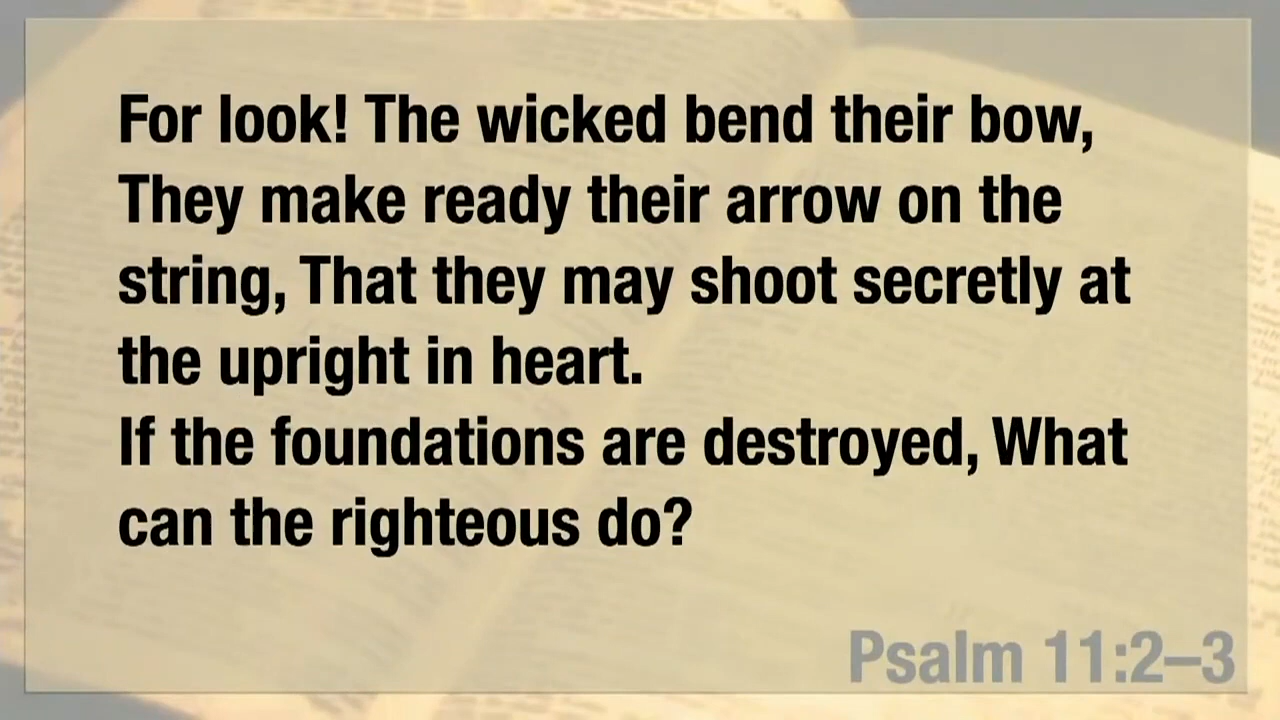 For look! The wicked bend their bow,
They make ready their arrow on the
string, That they may shoot secretly at
the upright in heart.
If the foundations are destroyed, What
can the righteous do?
Psalm 11:2–3